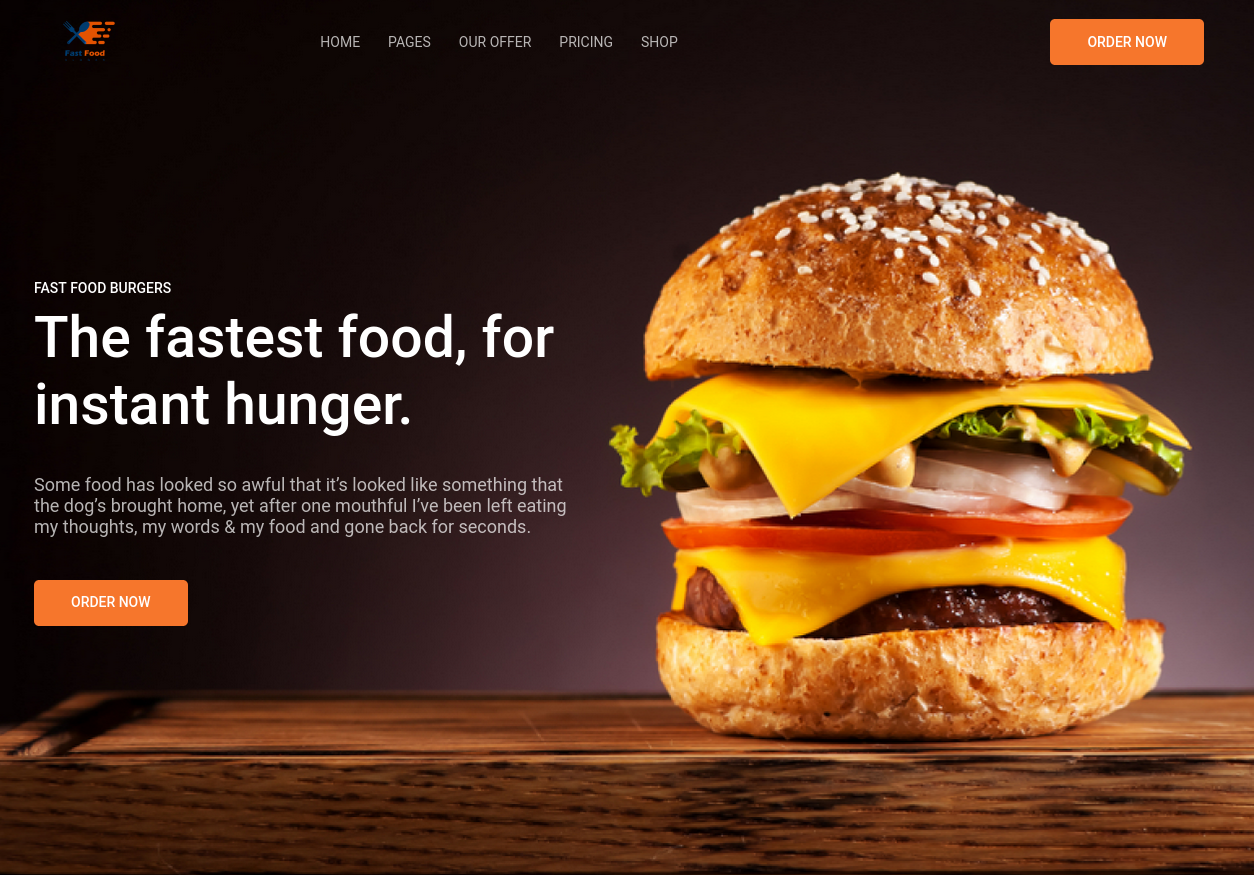 Fast Food
HOME PAGES OUR OFFER PRICING SHOP
ORDER NOW
FAST FOOD BURGERS
The fastest food, for
instant hunger.
Some food has looked so awful that it’s looked like something that
the dog’s brought home, yet after one mouthful I’ve been left eating
my thoughts, my words & my food and gone back for seconds.
ORDER NOW